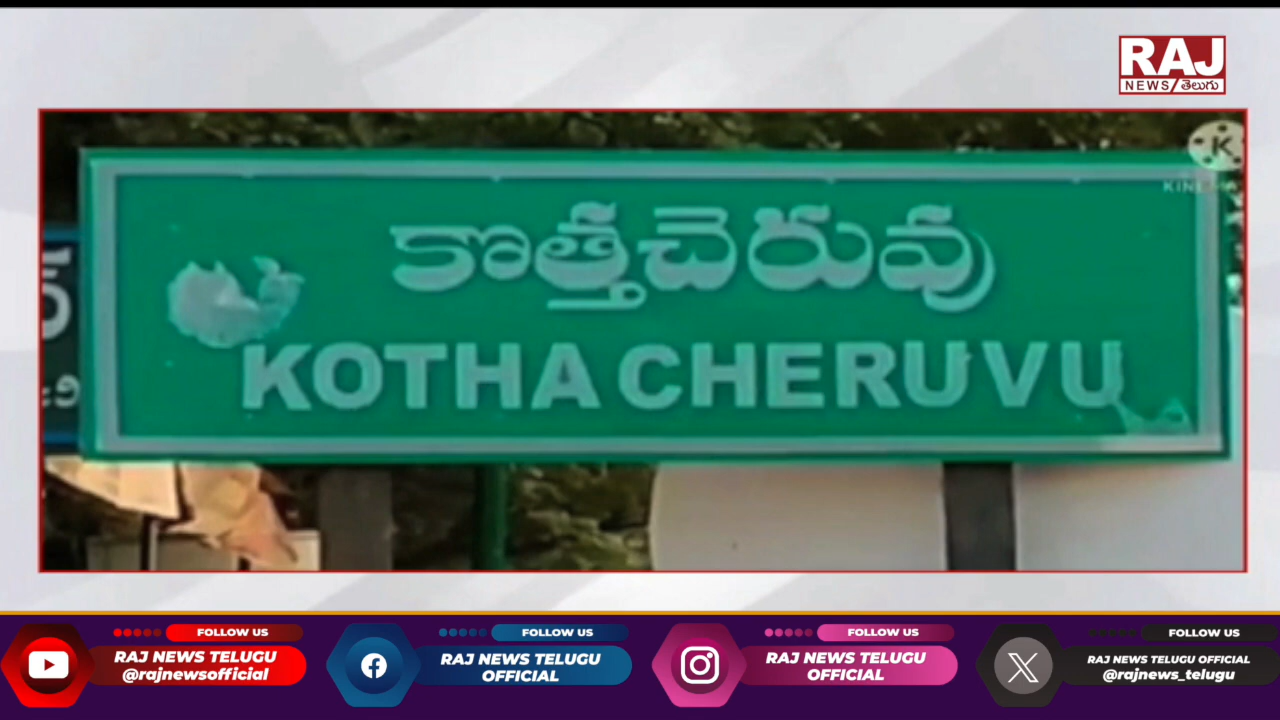 RAJ
NEWS/తెలుగు
K
కొత్తచెరువు
KOTHA CHERUVU
FOLLOW US
RAJ NEWS TELUGU
@rajnewsofficial
FOLLOW US
RAJ NEWS TELUGU
OFFICIAL
FOLLOW US
RAJ NEWS TELUGU
OFFICIAL
FOLLOW US
RAJ NEWS TELUGU OFFICIAL
@rajnews_telugu